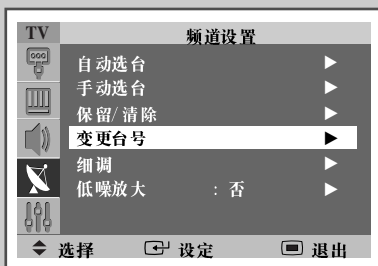 TV 频道设置
自动选台
手动选台
保留/清除
变更台号
细调
低噪放大 : 否
选择 设定 退出